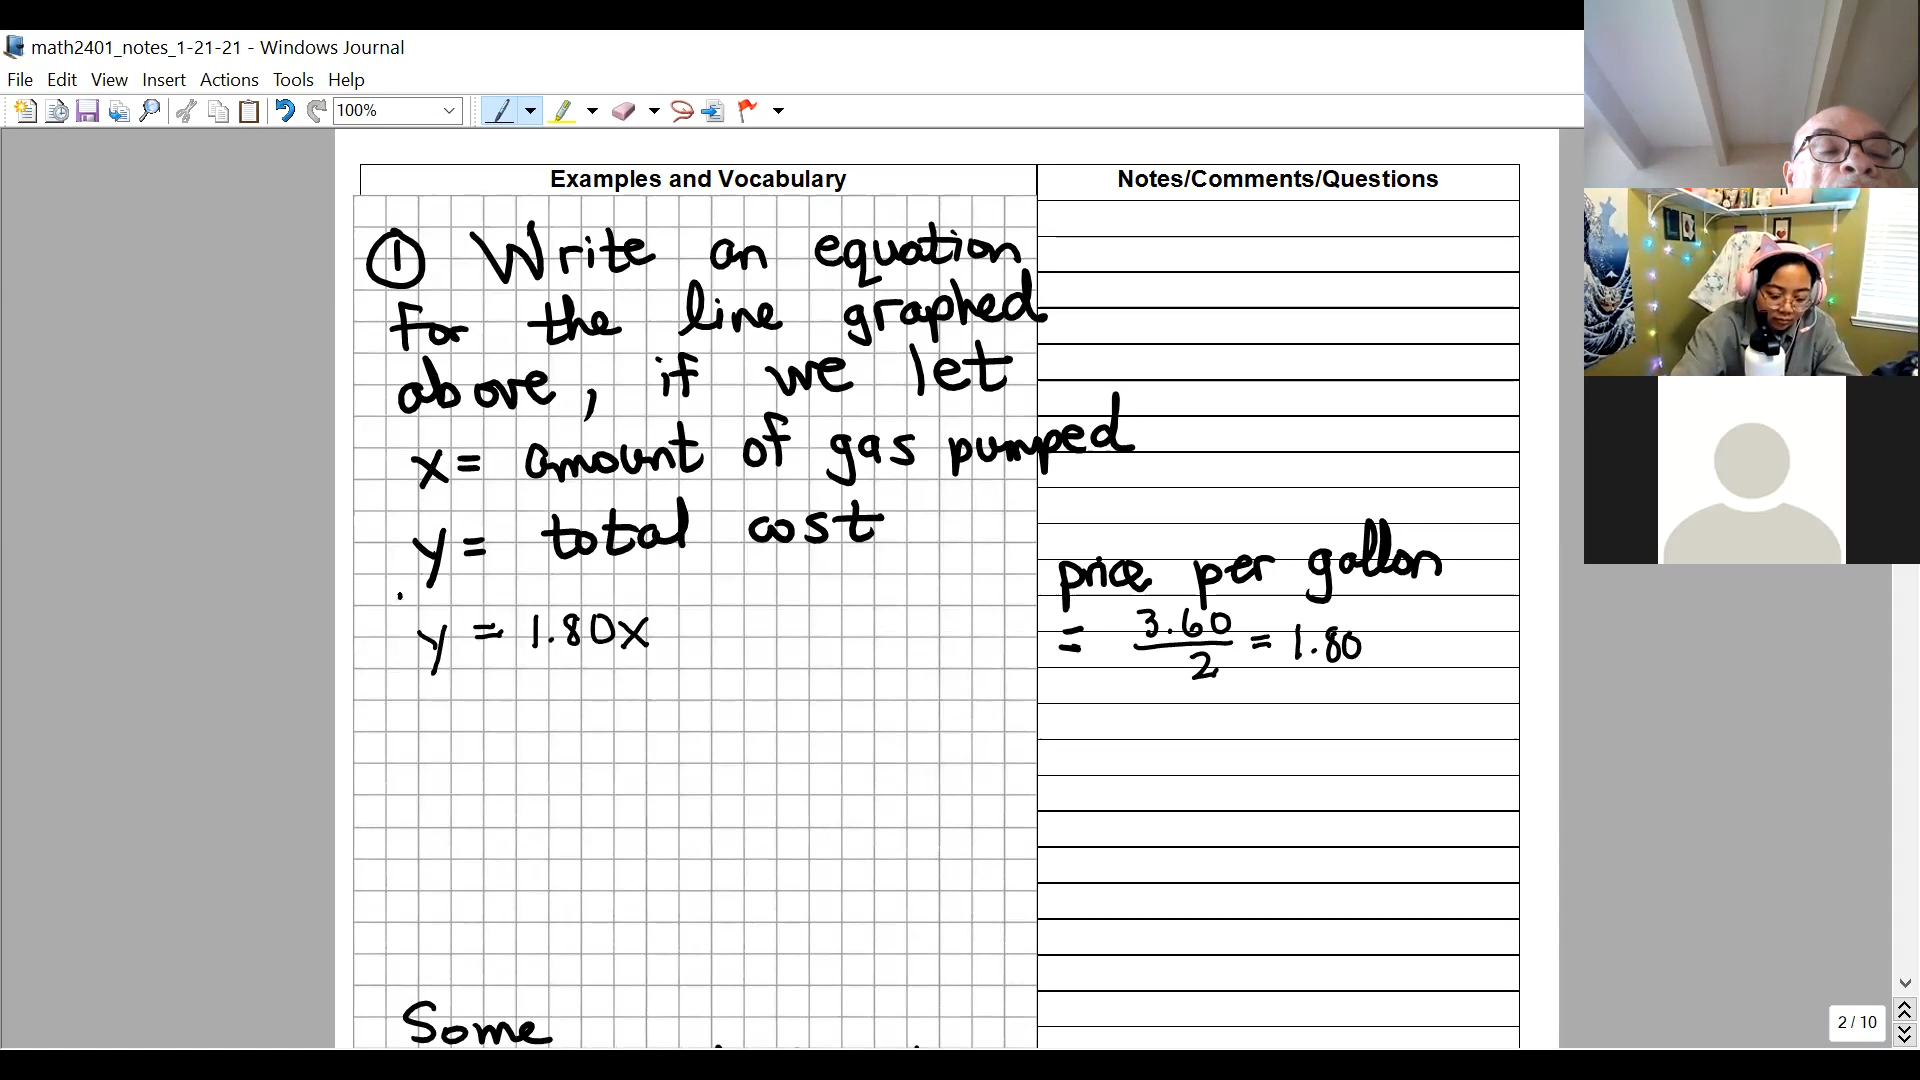 math2401_notes_1-21-21 - Windows Journal
File Edit View Insert Actions Tools Help
100%
Examples and Vocabulary
Notes/Comments/Questions
① Write an equation
for the line graphed
above, if we let
x = amount of gas pumped
y = total cost
y = 1.80x
price per gallon
= 3.60/2 = 1.80
Some
2 / 10